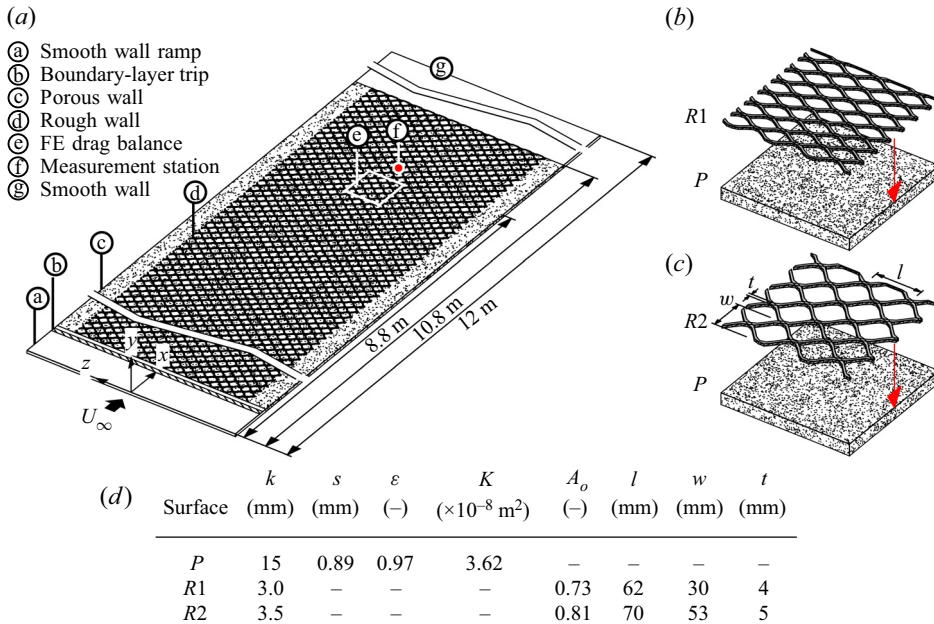 (a)
ⓐ Smooth wall ramp
ⓑ Boundary-layer trip
ⓒ Porous wall
ⓓ Rough wall
ⓔ FE drag balance
ⓕ Measurement station
ⓖ Smooth wall
ⓖ
ⓕ
ⓔ
ⓓ
ⓒ
ⓑ
ⓐ
8.8 m
10.8 m
12 m
y
x
z
U∞
(b)
R1
P
(c)
l
t
w
R2
P
(d)
Surface k (mm) s (mm) ε (–) K (×10⁻⁸ m²) Aₒ (–) l (mm) w (mm) t (mm)
P 15 0.89 0.97 3.62 – – – –
R1 3.0 – – – 0.73 62 30 4
R2 3.5 – – – 0.81 70 53 5